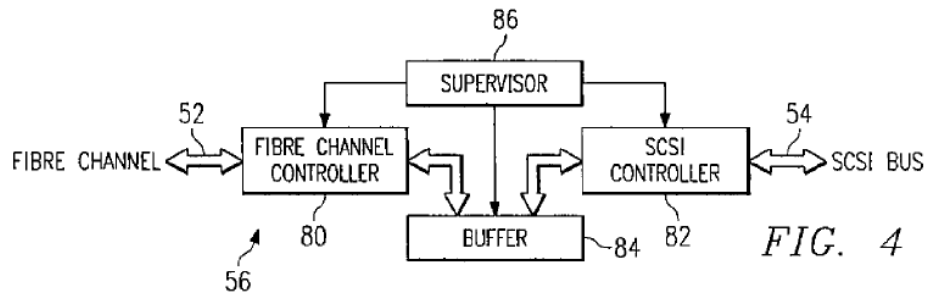 86
SUPERVISOR
52
54
FIBRE CHANNEL
FIBRE CHANNEL
CONTROLLER
SCSI
CONTROLLER
SCSI BUS
80
BUFFER
82
84
56
FIG. 4